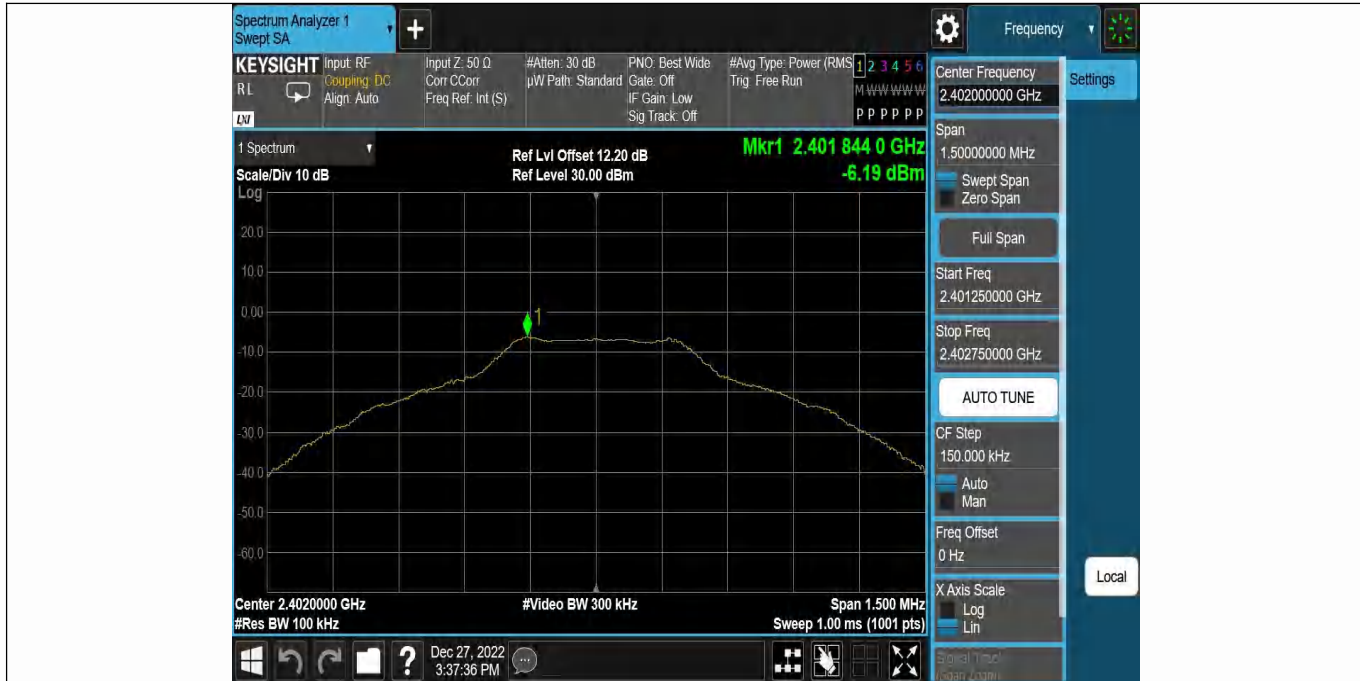 Spectrum Analyzer 1
Swept SA
+
Frequency
KEYSIGHT
RL
LXI
Input: RF
Coupling: DC
Align: Auto
Input Z: 50 Ω
Corr CCorr
Freq Ref: Int (S)
#Atten: 30 dB
µW Path: Standard
PNO: Best Wide
Gate: Off
IF Gain: Low
Sig Track: Off
#Avg Type: Power (RMS
Trig: Free Run
1 2 3 4 5 6
M W W W W W
P P P P P P
1 Spectrum
Scale/Div 10 dB
Ref Lvl Offset 12.20 dB
Ref Level 30.00 dBm
Mkr1 2.401 844 0 GHz
-6.19 dBm
Log
20.0
10.0
0.00
-10.0
-20.0
-30.0
-40.0
-50.0
-60.0
1
Center 2.4020000 GHz
#Res BW 100 kHz
#Video BW 300 kHz
Span 1.500 MHz
Sweep 1.00 ms (1001 pts)
?
Dec 27, 2022
3:37:36 PM
Center Frequency
2.402000000 GHz
Settings
Span
1.50000000 MHz
Swept Span
Zero Span
Full Span
Start Freq
2.401250000 GHz
Stop Freq
2.402750000 GHz
AUTO TUNE
CF Step
150.000 kHz
Auto
Man
Freq Offset
0 Hz
X Axis Scale
Log
Lin
Local
Signal Track
(Span Zoom)